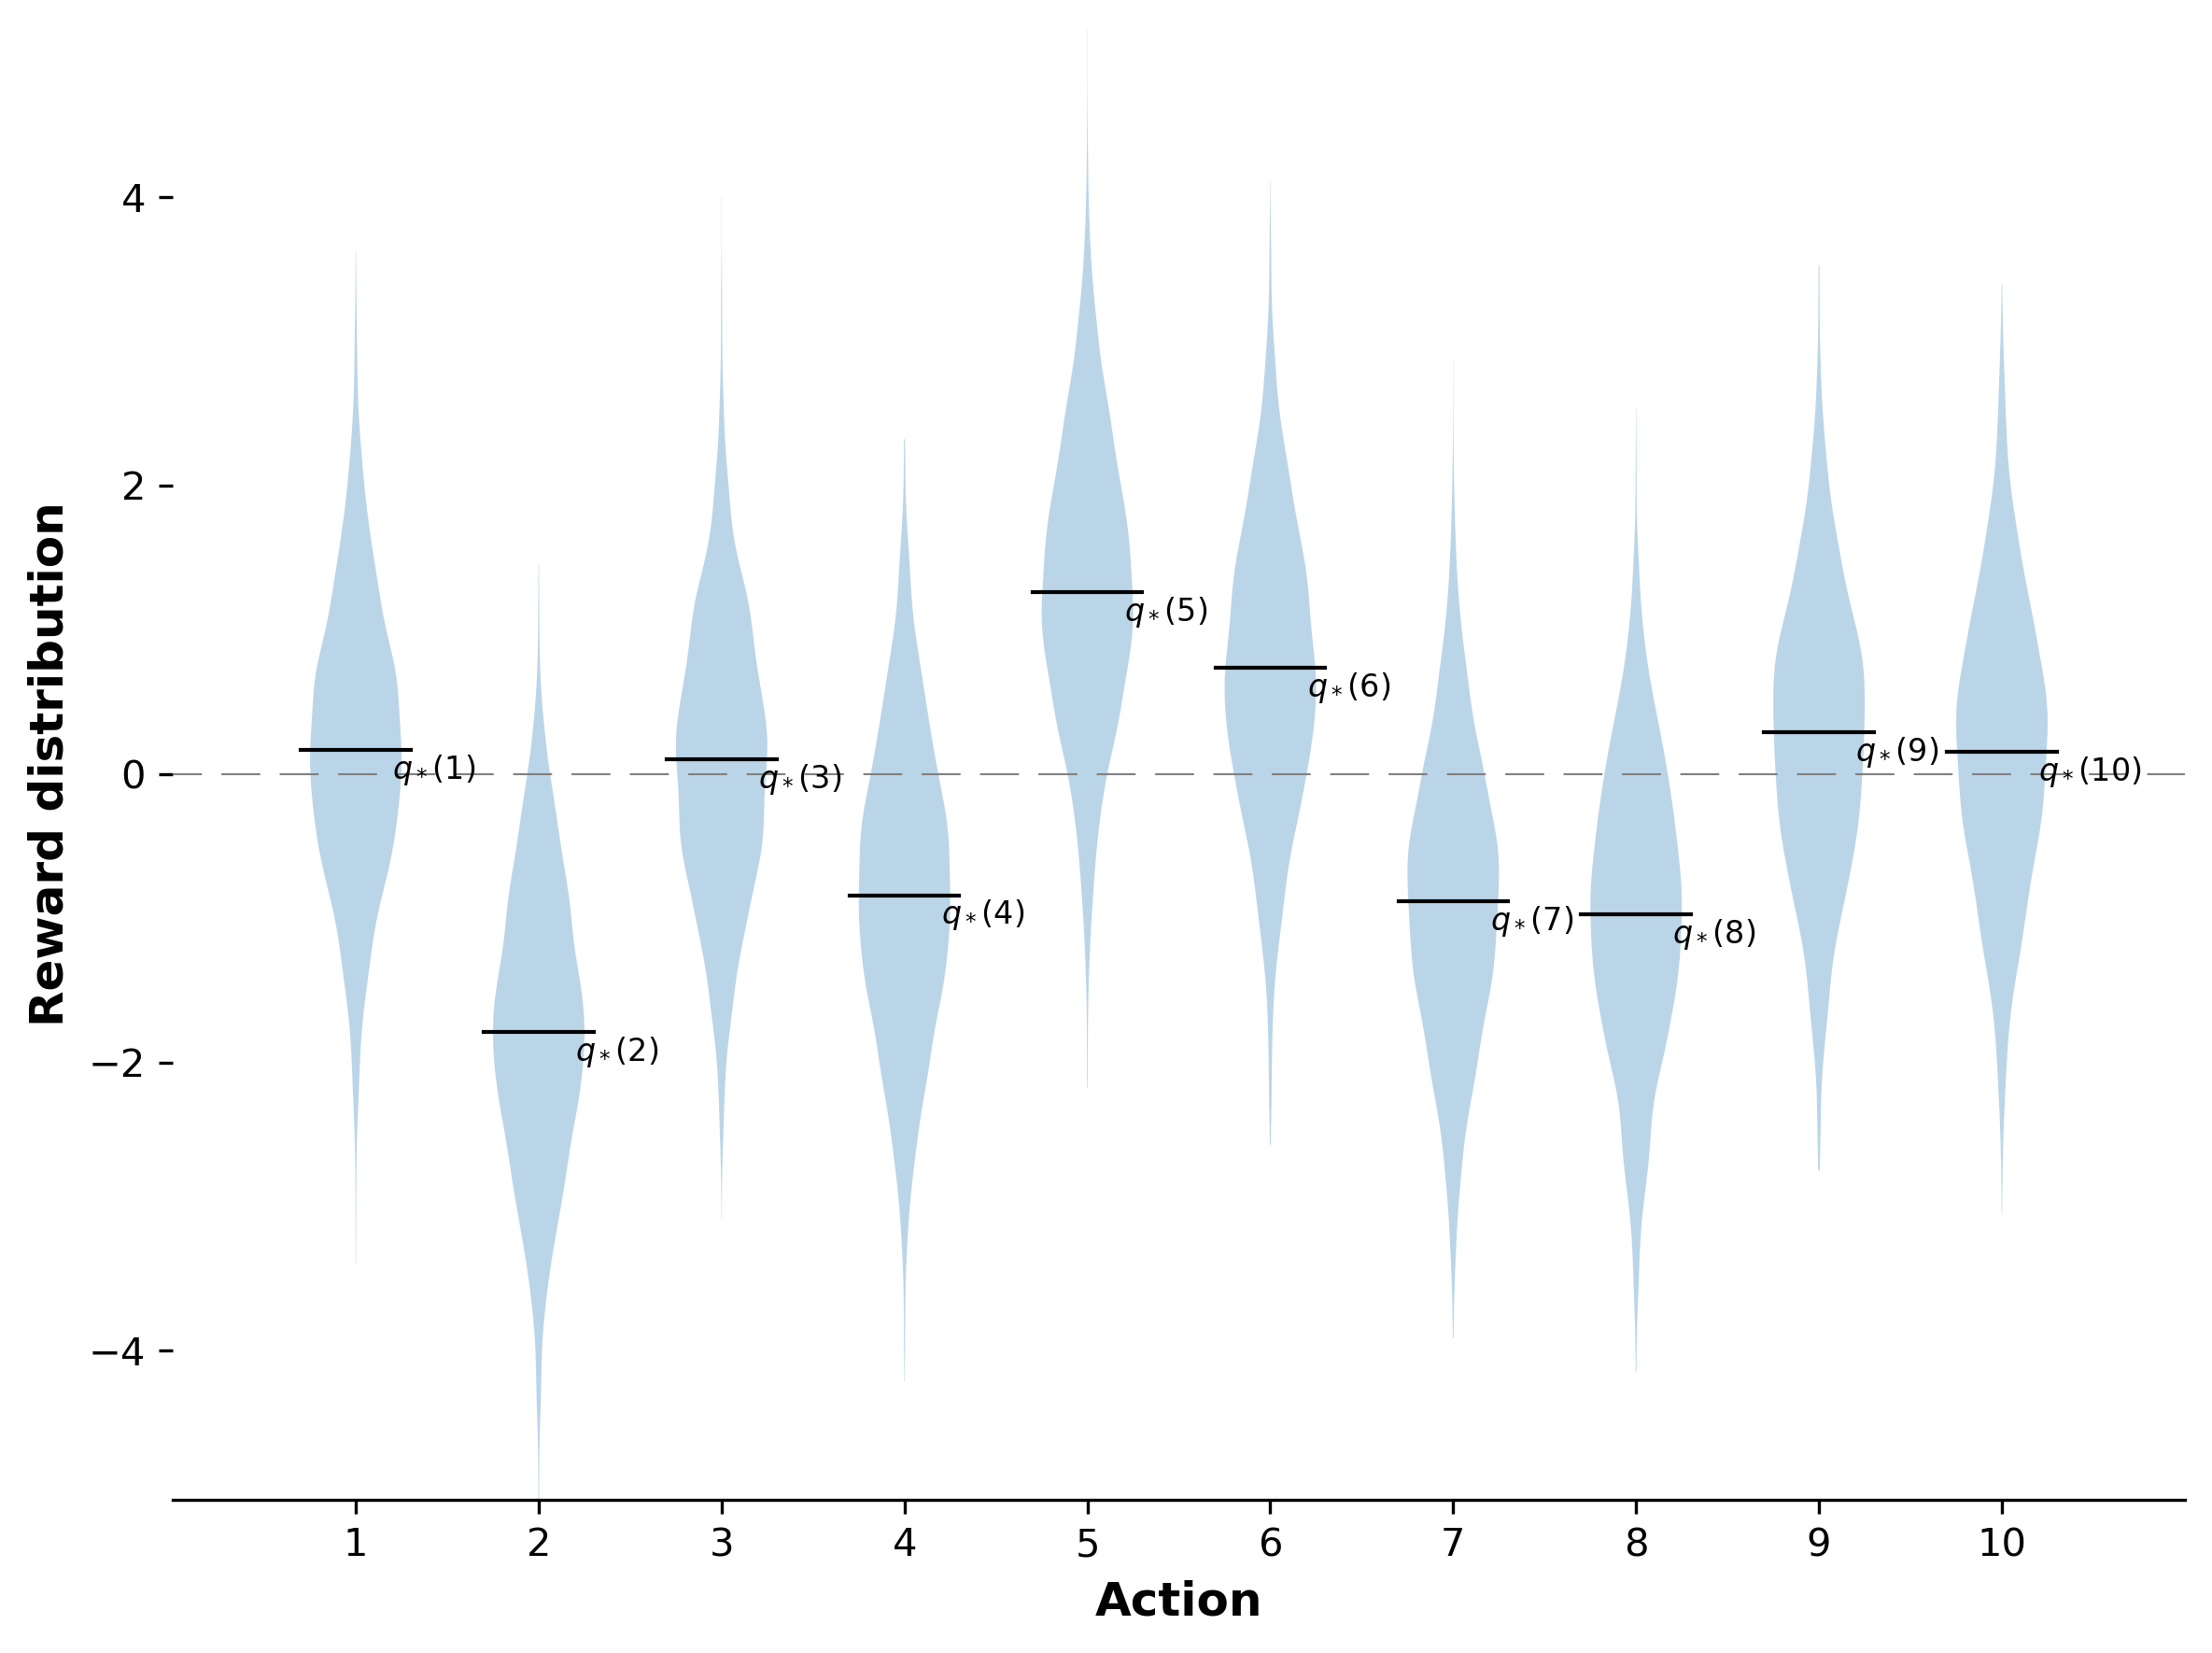 Reward distribution
4
2
0
−2
−4
q∗(1)
q∗(2)
q∗(3)
q∗(4)
q∗(5)
q∗(6)
q∗(7)
q∗(8)
q∗(9)
q∗(10)
1 2 3 4 5 6 7 8 9 10
Action